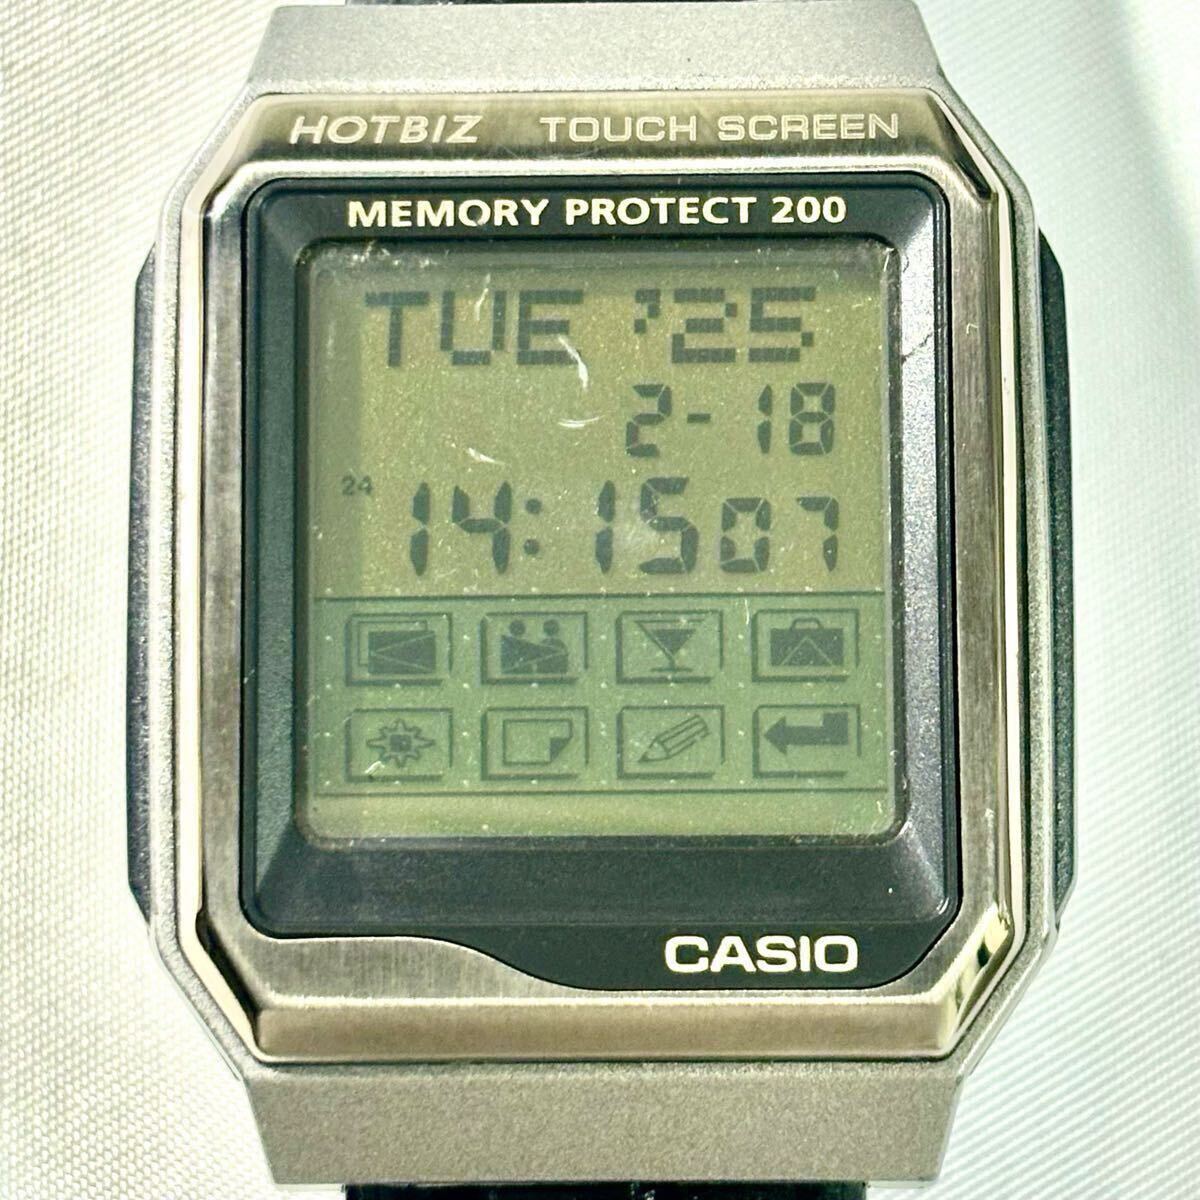 HOTBIZ TOUCH SCREEN
MEMORY PROTECT 200
TUE '25
2-18
24 14:15 07
CASIO